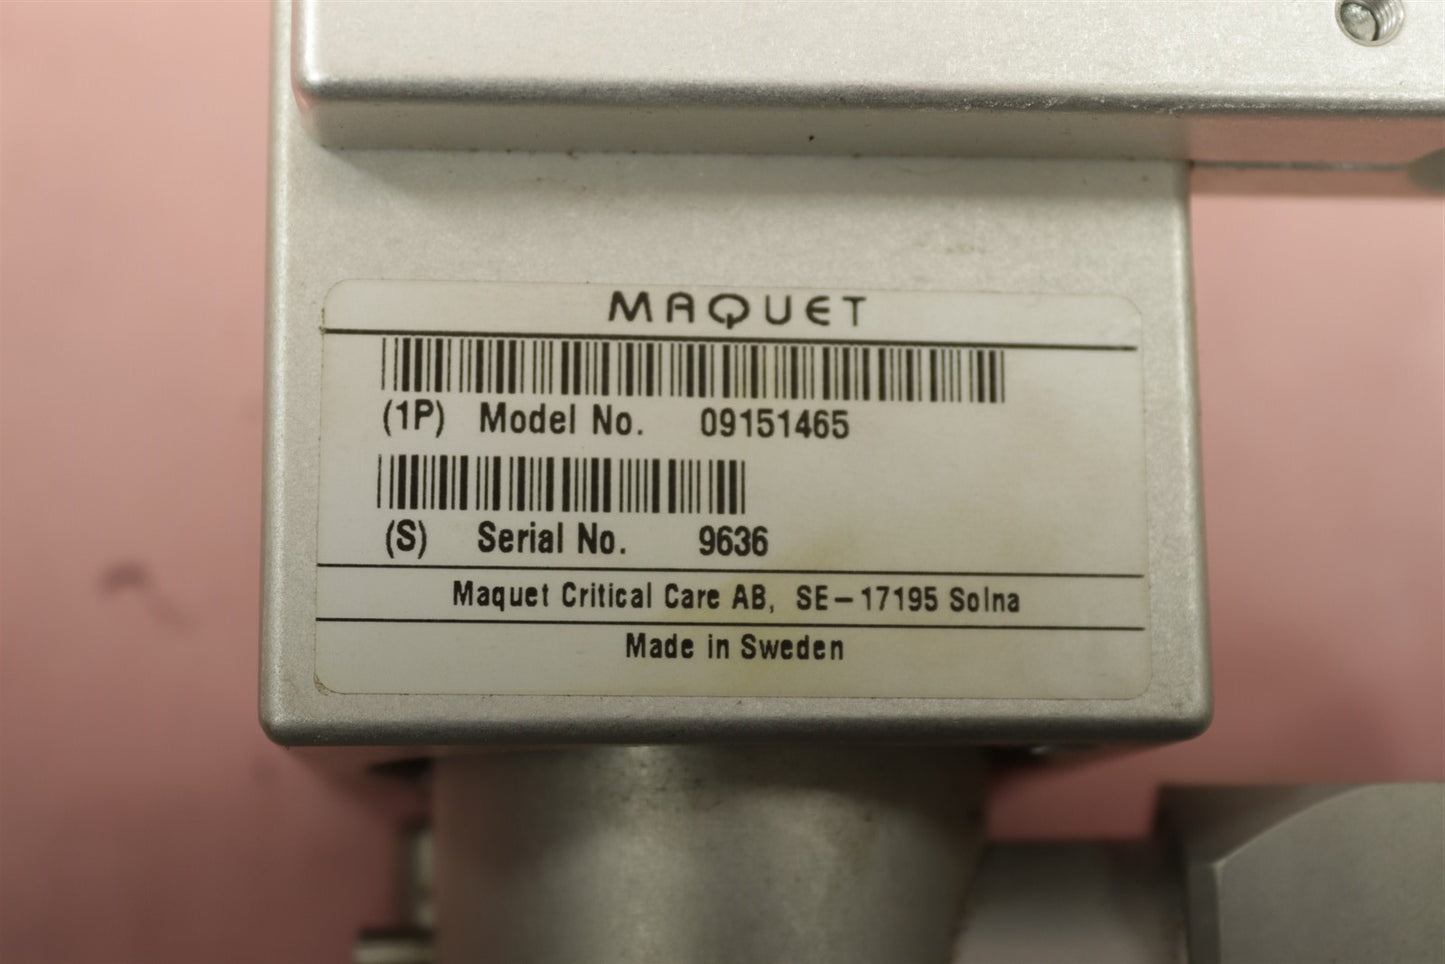 MAQUET
(1P) Model No. 09151465
(S) Serial No. 9636
Maquet Critical Care AB, SE-17195 Solna
Made in Sweden